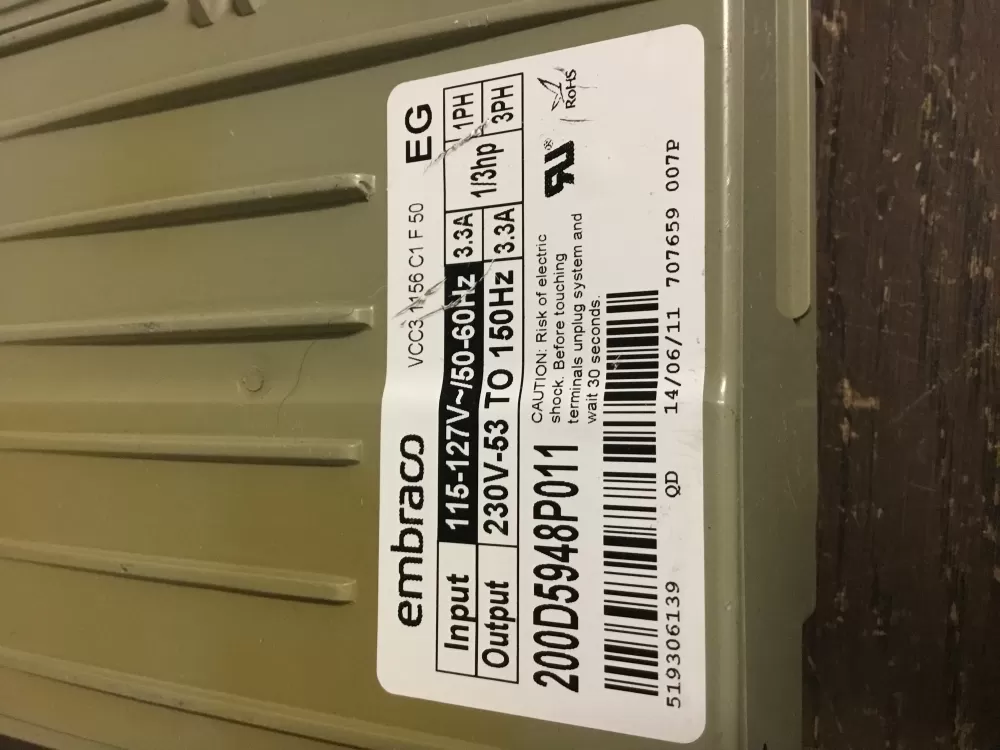 embraco VCC3 1156 C1 F 50 EG
Input 115-127V~/50-60Hz 3.3A 1/3hp 1PH
Output 230V-53 TO 150Hz 3.3A 3PH
200D5948P011
CAUTION: Risk of electric
shock. Before touching
terminals unplug system and
wait 30 seconds.
RU®
RoHS
519306139 QD 14/06/11 707659 007P